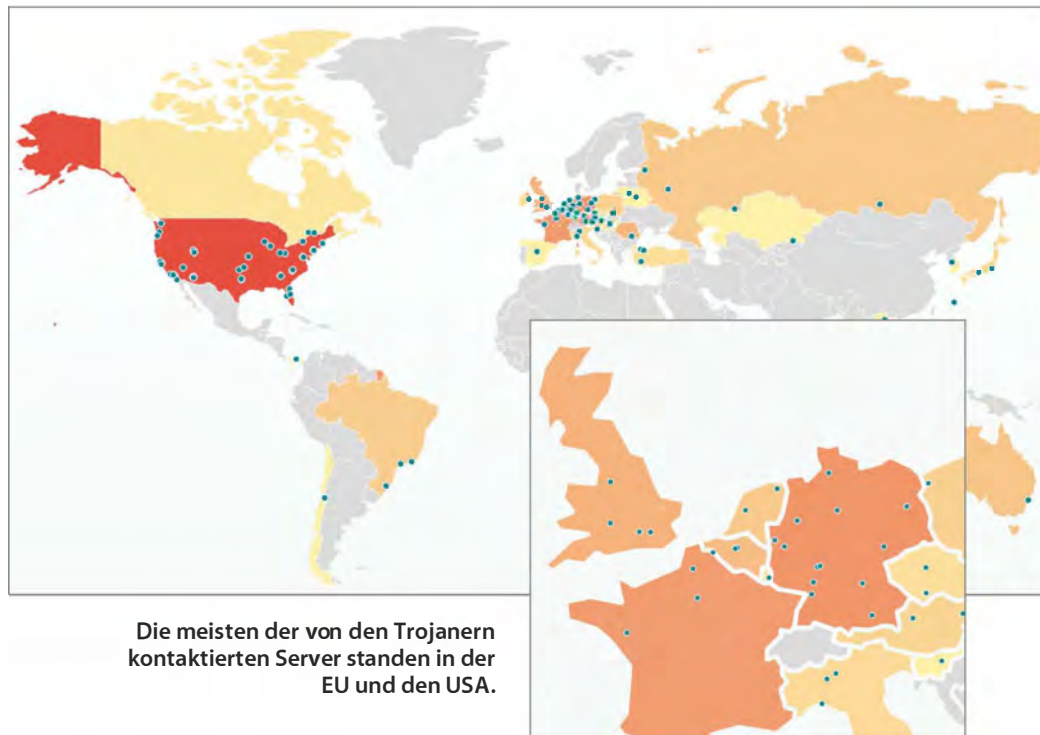 Die meisten der von den Trojanern
kontaktierten Server standen in der
EU und den USA.